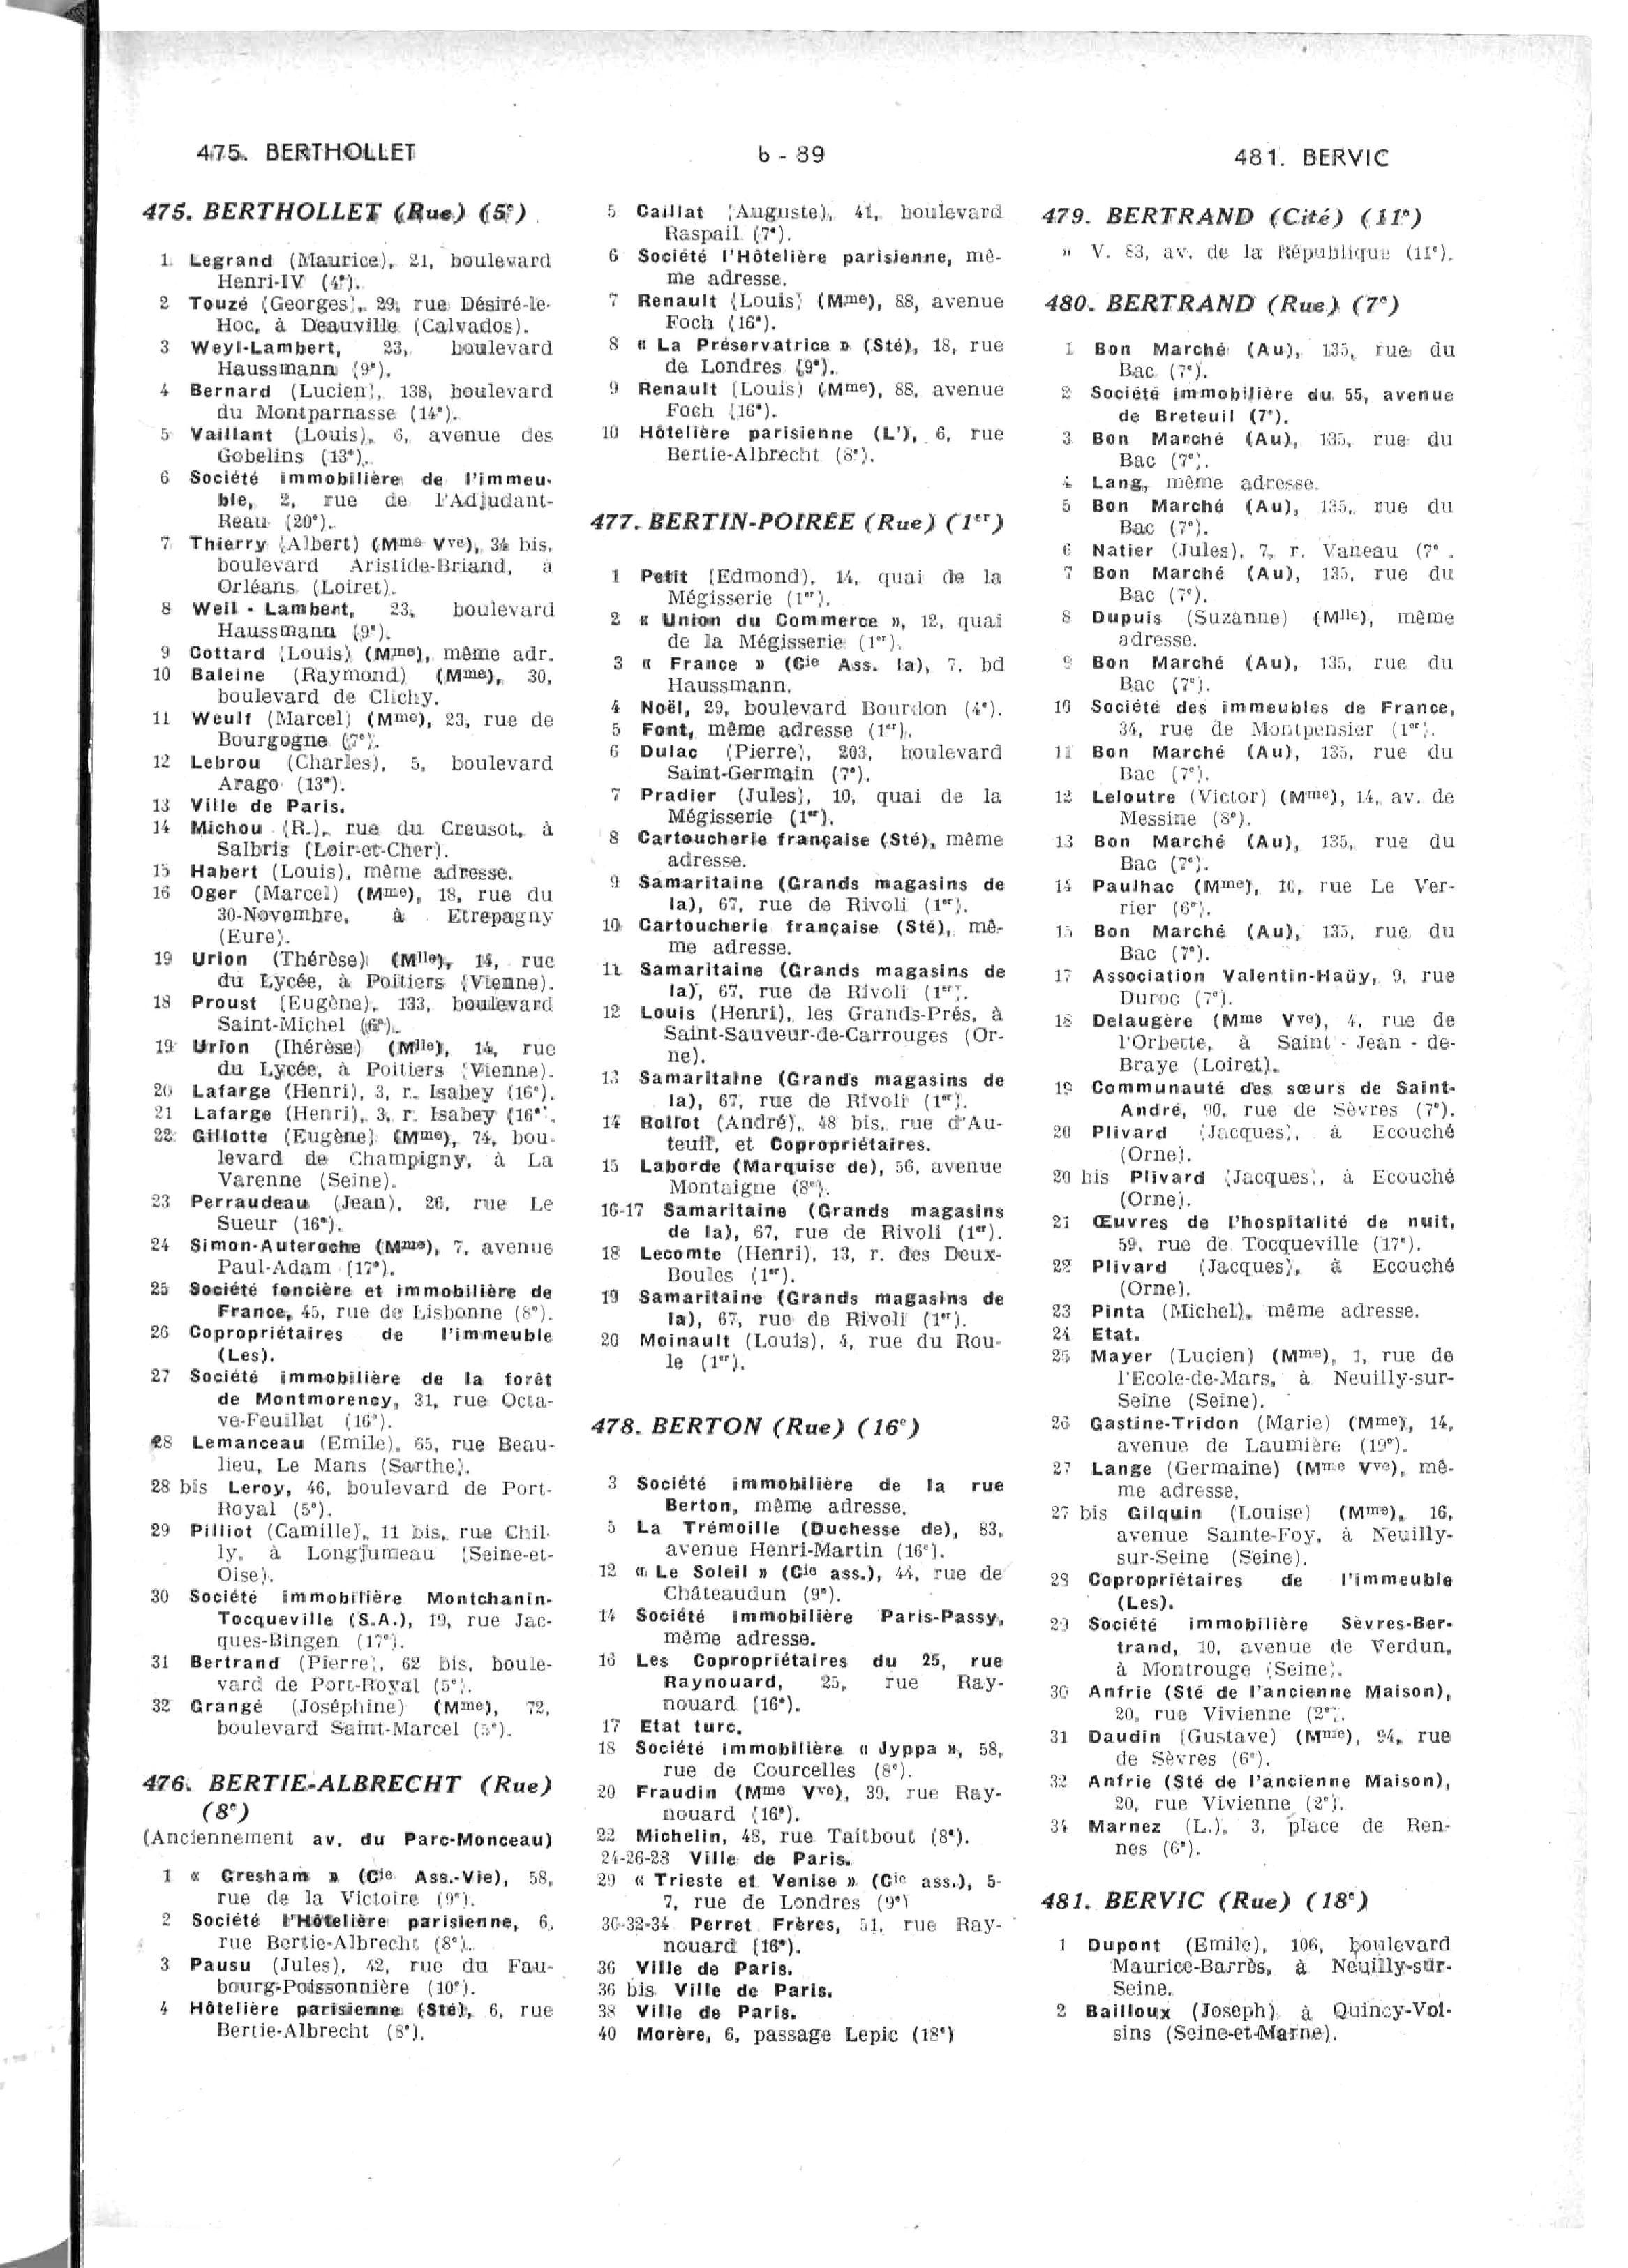 475. BERTHOLLET
b - 89
481. BERVIC
475. BERTHOLLET (Rue) (5e)
1 Legrand (Maurice), 21, boulevard
Henri-IV (4e).
2 Touzé (Georges), 29, rue Désiré-le-
Hoc, à Deauville (Calvados).
3 Weyl-Lambert, 23, boulevard
Haussmann (9e).
4 Bernard (Lucien), 138, boulevard
du Montparnasse (14e).
5 Vaillant (Louis), 6, avenue des
Gobelins (13e).
6 Société immobilière de l'immeu-
ble, 2, rue de l'Adjudant-
Reau (20e).
7 Thierry (Albert) (Mme Vve), 34 bis,
boulevard Aristide-Briand, à
Orléans (Loiret).
8 Weil - Lambert, 23, boulevard
Haussmann (9e).
9 Cottard (Louis) (Mme), même adr.
10 Baleine (Raymond) (Mme), 30,
boulevard de Clichy.
11 Weulf (Marcel) (Mme), 23, rue de
Bourgogne (7e).
12 Lebrou (Charles), 5, boulevard
Arago (13e).
13 Ville de Paris.
14 Michou (R.), rue du Creusot, à
Salbris (Loir-et-Cher).
15 Habert (Louis), même adresse.
16 Oger (Marcel) (Mme), 18, rue du
30-Novembre, à Etrepagny
(Eure).
19 Urion (Thérèse) (Mlle), 14, rue
du Lycée, à Poitiers (Vienne).
18 Proust (Eugène), 133, boulevard
Saint-Michel (6e).
19 Urion (Ihérèse) (Mlle), 14, rue
du Lycée, à Poitiers (Vienne).
20 Lafarge (Henri), 3, r. Isabey (16e).
21 Lafarge (Henri), 3, r. Isabey (16e).
22 Gillotte (Eugène) (Mme), 74, bou-
levard de Champigny, à La
Varenne (Seine).
23 Perraudeau (Jean), 26, rue Le
Sueur (16e).
24 Simon-Auteroche (Mme), 7, avenue
Paul-Adam (17e).
25 Société foncière et immobilière de
France, 45, rue de Lisbonne (8e).
26 Copropriétaires de l'immeuble
(Les).
27 Société immobilière de la forêt
de Montmorency, 31, rue Octa-
ve-Feuillet (16e).
28 Lemanceau (Emile), 65, rue Beau-
lieu, Le Mans (Sarthe).
28 bis Leroy, 46, boulevard de Port-
Royal (5e).
29 Pilliot (Camille), 11 bis, rue Chil-
ly, à Longjumeau (Seine-et-
Oise).
30 Société immobilière Montchanin-
Tocqueville (S.A.), 19, rue Jac-
ques-Bingen (17e).
31 Bertrand (Pierre), 62 bis, boule-
vard de Port-Royal (5e).
32 Grangé (Joséphine) (Mme), 72,
boulevard Saint-Marcel (5e).
476. BERTIE-ALBRECHT (Rue)
(8e)
(Anciennement av. du Parc-Monceau)
1 « Gresham » (Cie Ass.-Vie), 58,
rue de la Victoire (9e).
2 Société l'Hôtelière parisienne, 6,
rue Bertie-Albrecht (8e).
3 Pausu (Jules), 42, rue du Fau-
bourg-Poissonnière (10e).
4 Hôtelière parisienne (Sté), 6, rue
Bertie-Albrecht (8e).
5 Caillat (Auguste), 41, boulevard
Raspail (7e).
6 Société l'Hôtelière parisienne, mê-
me adresse.
7 Renault (Louis) (Mme), 88, avenue
Foch (16e).
8 « La Préservatrice » (Sté), 18, rue
de Londres (9e).
9 Renault (Louis) (Mme), 88, avenue
Foch (16e).
10 Hôtelière parisienne (L'), 6, rue
Bertie-Albrecht (8e).
477. BERTIN-POIRÉE (Rue) (1er)
1 Petit (Edmond), 14, quai de la
Mégisserie (1er).
2 « Union du Commerce », 12, quai
de la Mégisserie (1er).
3 « France » (Cie Ass. la), 7, bd
Haussmann.
4 Noël, 29, boulevard Bourdon (4e).
5 Font, même adresse (1er).
6 Dulac (Pierre), 203, boulevard
Saint-Germain (7e).
7 Pradier (Jules), 10, quai de la
Mégisserie (1er).
8 Cartoucherie française (Sté), même
adresse.
9 Samaritaine (Grands magasins de
la), 67, rue de Rivoli (1er).
10 Cartoucherie française (Sté), mê-
me adresse.
11 Samaritaine (Grands magasins de
la), 67, rue de Rivoli (1er).
12 Louis (Henri), les Grands-Prés, à
Saint-Sauveur-de-Carrouges (Or-
ne).
13 Samaritaine (Grands magasins de
la), 67, rue de Rivoli (1er).
14 Rollot (André), 48 bis, rue d'Au-
teuil, et Copropriétaires.
15 Laborde (Marquise de), 56, avenue
Montaigne (8e).
16-17 Samaritaine (Grands magasins
de la), 67, rue de Rivoli (1er).
18 Lecomte (Henri), 13, r. des Deux-
Boules (1er).
19 Samaritaine (Grands magasins de
la), 67, rue de Rivoli (1er).
20 Moinault (Louis), 4, rue du Rou-
le (1er).
478. BERTON (Rue) (16e)
3 Société immobilière de la rue
Berton, même adresse.
5 La Trémoille (Duchesse de), 83,
avenue Henri-Martin (16e).
12 « Le Soleil » (Cie ass.), 44, rue de
Châteaudun (9e).
14 Société immobilière Paris-Passy,
même adresse.
16 Les Copropriétaires du 25, rue
Raynouard, 25, rue Ray-
nouard (16e).
17 Etat turc.
18 Société immobilière « Jyppa », 58,
rue de Courcelles (8e).
20 Fraudin (Mme Vve), 39, rue Ray-
nouard (16e).
22 Michelin, 48, rue Taitbout (8e).
24-26-28 Ville de Paris.
29 « Trieste et Venise » (Cie ass.), 5-
7, rue de Londres (9e)
30-32-34 Perret Frères, 51, rue Ray-
nouard (16e).
36 Ville de Paris.
36 bis Ville de Paris.
38 Ville de Paris.
40 Morère, 6, passage Lepic (18e)
479. BERTRAND (Cité) (11e)
» V. 83, av. de la République (11e).
480. BERTRAND (Rue) (7e)
1 Bon Marché (Au), 135, rue du
Bac (7e).
2 Société immobilière du 55, avenue
de Breteuil (7e).
3 Bon Marché (Au), 135, rue du
Bac (7e).
4 Lang, même adresse.
5 Bon Marché (Au), 135, rue du
Bac (7e).
6 Natier (Jules), 7, r. Vaneau (7e .
7 Bon Marché (Au), 135, rue du
Bac (7e).
8 Dupuis (Suzanne) (Mlle), même
adresse.
9 Bon Marché (Au), 135, rue du
Bac (7e).
10 Société des immeubles de France,
34, rue de Montpensier (1er).
11 Bon Marché (Au), 135, rue du
Bac (7e).
12 Leloutre (Victor) (Mme), 14, av. de
Messine (8e).
13 Bon Marché (Au), 135, rue du
Bac (7e).
14 Paulhac (Mme), 10, rue Le Ver-
rier (6e).
15 Bon Marché (Au), 135, rue du
Bac (7e).
17 Association Valentin-Haüy, 9, rue
Duroc (7e).
18 Delaugère (Mme Vve), 4, rue de
l'Orbette, à Saint - Jean - de-
Braye (Loiret).
19 Communauté des sœurs de Saint-
André, 90, rue de Sèvres (7e).
20 Plivard (Jacques), à Ecouché
(Orne).
20 bis Plivard (Jacques), à Ecouché
(Orne).
21 Œuvres de l'hospitalité de nuit,
59, rue de Tocqueville (17e).
22 Plivard (Jacques), à Ecouché
(Orne).
23 Pinta (Michel), même adresse.
24 Etat.
25 Mayer (Lucien) (Mme), 1, rue de
l'Ecole-de-Mars, à Neuilly-sur-
Seine (Seine).
26 Gastine-Tridon (Marie) (Mme), 14,
avenue de Laumière (19e).
27 Lange (Germaine) (Mme Vve), mê-
me adresse.
27 bis Gilquin (Louise) (Mme), 16,
avenue Sainte-Foy, à Neuilly-
sur-Seine (Seine).
28 Copropriétaires de l'immeuble
(Les).
29 Société immobilière Sèvres-Ber-
trand, 10, avenue de Verdun,
à Montrouge (Seine).
30 Anfrie (Sté de l'ancienne Maison),
20, rue Vivienne (2e).
31 Daudin (Gustave) (Mme), 94, rue
de Sèvres (6e).
32 Anfrie (Sté de l'ancienne Maison),
20, rue Vivienne (2e).
34 Marnez (L.), 3, place de Ren-
nes (6e).
481. BERVIC (Rue) (18e)
1 Dupont (Emile), 106, boulevard
Maurice-Barrès, à Neuilly-sur-
Seine.
2 Bailloux (Joseph) à Quincy-Voi-
sins (Seine-et-Marne).